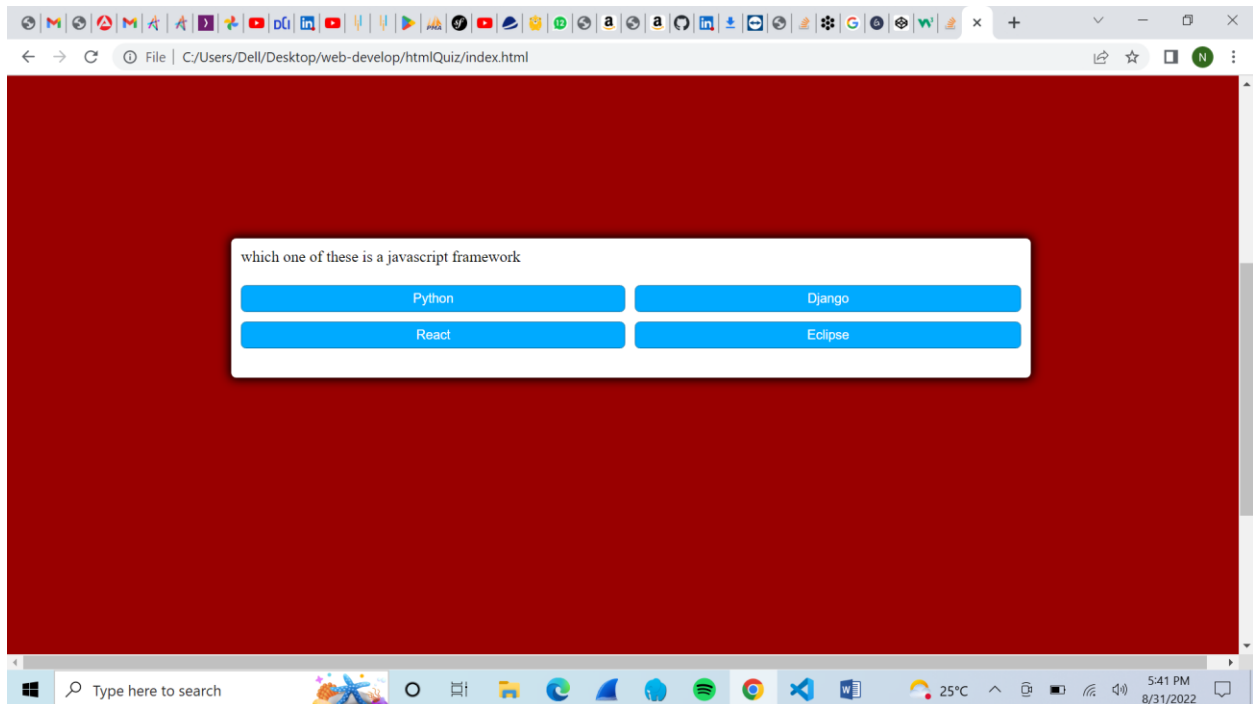 File | C:/Users/Dell/Desktop/web-develop/htmlQuiz/index.html
N
which one of these is a javascript framework
Python Django
React Eclipse
Type here to search
25°C
5:41 PM
8/31/2022